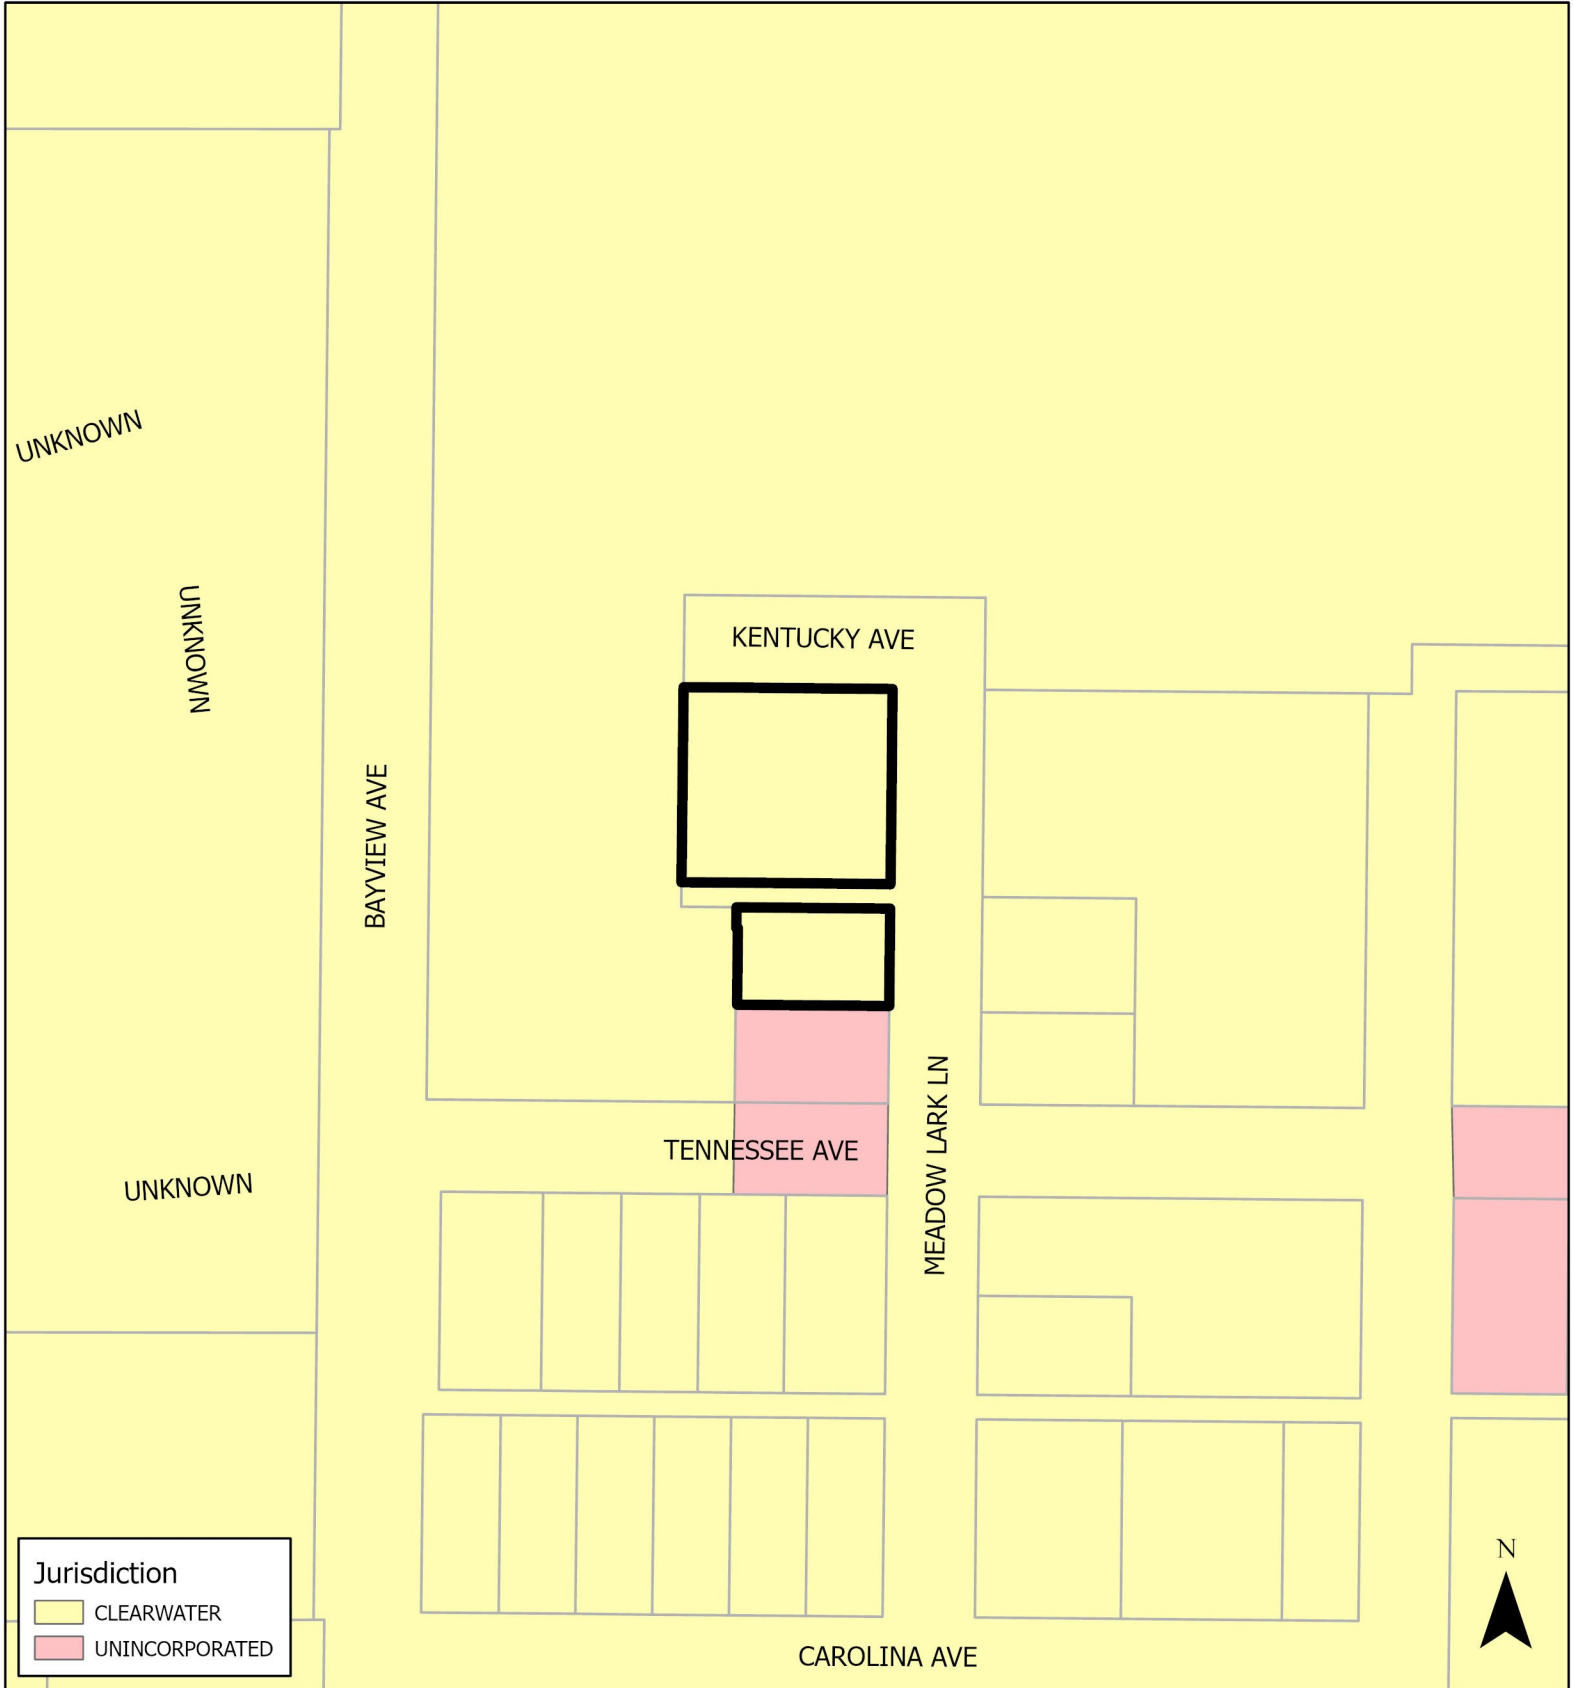 UNKNOWN
UNKNOWN
KENTUCKY AVE
BAYVIEW AVE
MEADOW LARK LN
TENNESSEE AVE
UNKNOWN
Jurisdiction
CLEARWATER
UNINCORPORATED
N
CAROLINA AVE